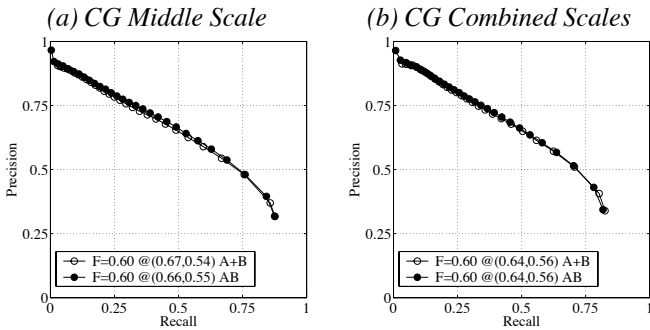 (a) CG Middle Scale
1
0.75
0.5
0.25
0
Precision
0 0.25 0.5 0.75 1
Recall
F=0.60 @(0.67,0.54) A+B
F=0.60 @(0.66,0.55) AB
(b) CG Combined Scales
1
0.75
0.5
0.25
0
Precision
0 0.25 0.5 0.75 1
Recall
F=0.60 @(0.64,0.56) A+B
F=0.60 @(0.64,0.56) AB